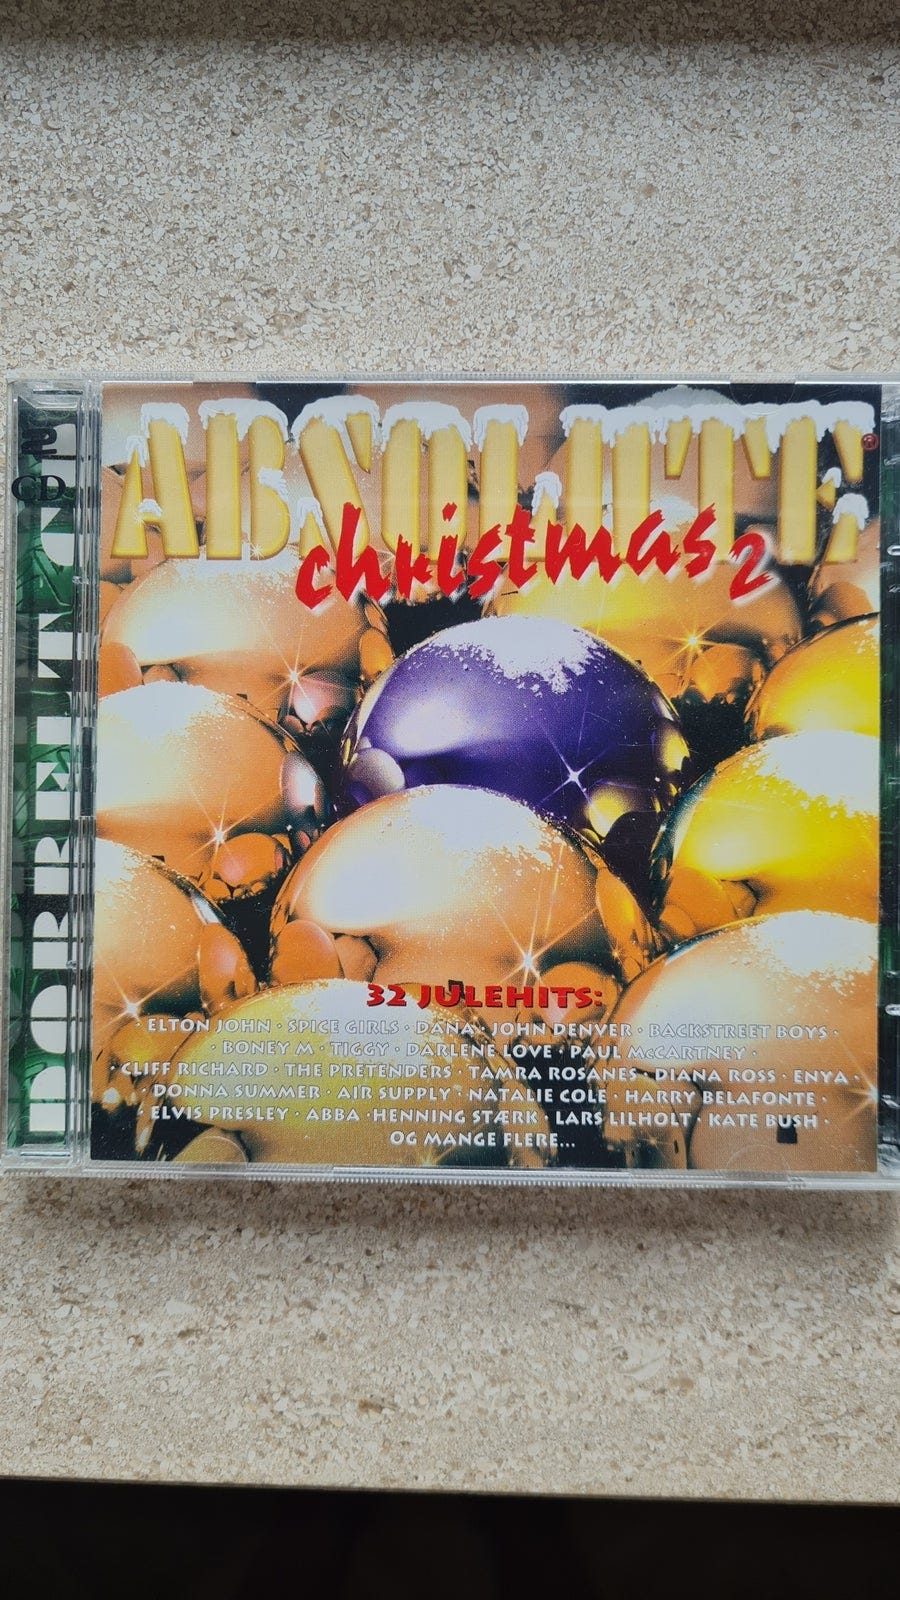 ABSOLUTE ®
christmas 2
2
CD
DOBBELT CD
32 JULEHITS:
· ELTON JOHN · SPICE GIRLS · DANA · JOHN DENVER · BACKSTREET BOYS ·
· BONEY M · TIGGY · DARLENE LOVE · PAUL McCARTNEY ·
· CLIFF RICHARD · THE PRETENDERS · TAMRA ROSANES · DIANA ROSS · ENYA ·
· DONNA SUMMER · AIR SUPPLY · NATALIE COLE · HARRY BELAFONTE ·
· ELVIS PRESLEY · ABBA · HENNING STÆRK · LARS LILHOLT · KATE BUSH ·
OG MANGE FLERE...